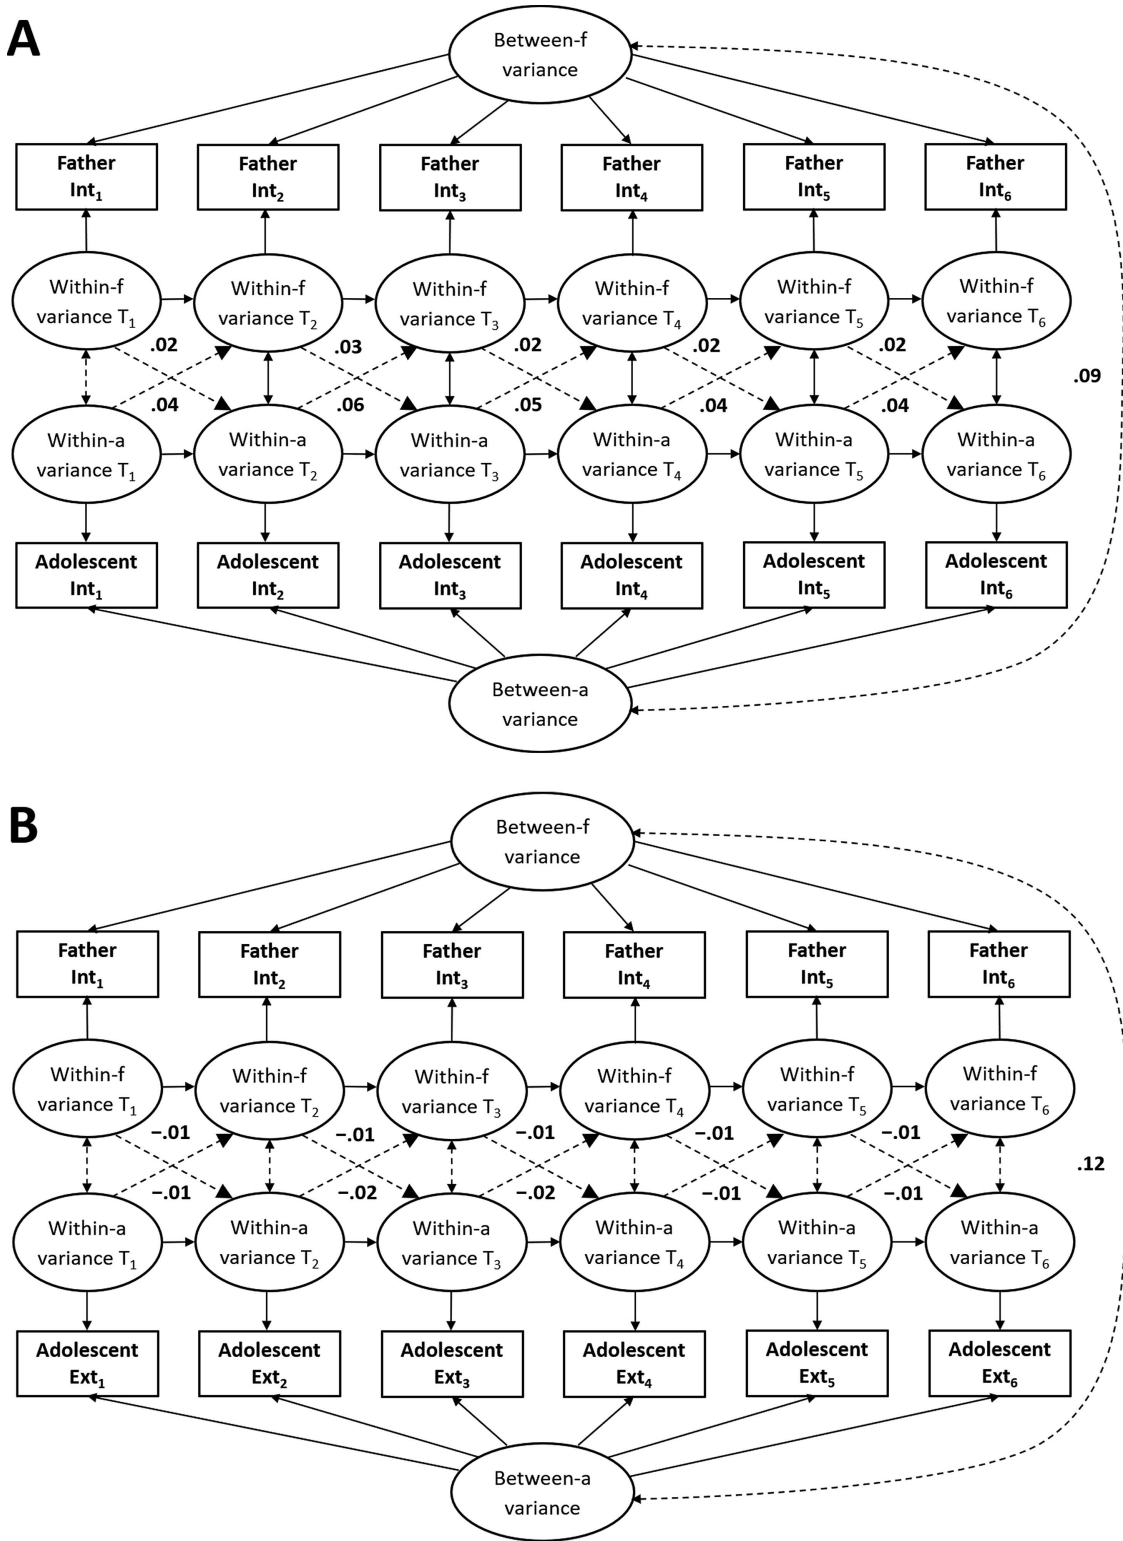 A
Between-f
variance
Father
Int1
Father
Int2
Father
Int3
Father
Int4
Father
Int5
Father
Int6
Within-f
variance T1
Within-f
variance T2
Within-f
variance T3
Within-f
variance T4
Within-f
variance T5
Within-f
variance T6
.02
.03
.02
.02
.02
.09
.04
.06
.05
.04
.04
Within-a
variance T1
Within-a
variance T2
Within-a
variance T3
Within-a
variance T4
Within-a
variance T5
Within-a
variance T6
Adolescent
Int1
Adolescent
Int2
Adolescent
Int3
Adolescent
Int4
Adolescent
Int5
Adolescent
Int6
Between-a
variance
B
Between-f
variance
Father
Int1
Father
Int2
Father
Int3
Father
Int4
Father
Int5
Father
Int6
Within-f
variance T1
Within-f
variance T2
Within-f
variance T3
Within-f
variance T4
Within-f
variance T5
Within-f
variance T6
−.01
−.01
−.01
−.01
−.01
.12
−.01
−.02
−.02
−.01
−.01
Within-a
variance T1
Within-a
variance T2
Within-a
variance T3
Within-a
variance T4
Within-a
variance T5
Within-a
variance T6
Adolescent
Ext1
Adolescent
Ext2
Adolescent
Ext3
Adolescent
Ext4
Adolescent
Ext5
Adolescent
Ext6
Between-a
variance